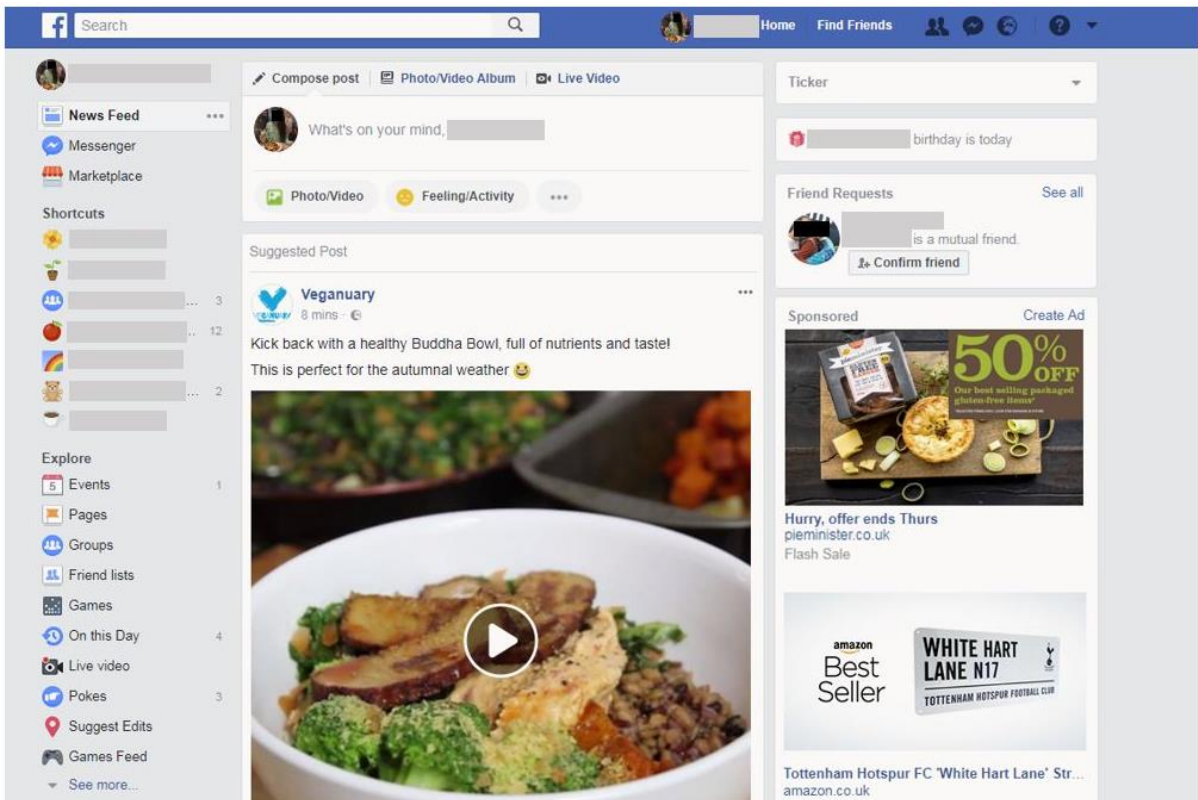 f
Search
Home Find Friends
?
News Feed
Messenger
Marketplace
Shortcuts
... 3
.. 12
... 2
Explore
5 Events 1
Pages
Groups
Friend lists
Games
On this Day 4
Live video
Pokes 3
Suggest Edits
Games Feed
See more...
Compose post Photo/Video Album Live Video
What's on your mind,
Photo/Video Feeling/Activity
Suggested Post
VEGANUARY
Veganuary
8 mins ·
Kick back with a healthy Buddha Bowl, full of nutrients and taste!
This is perfect for the autumnal weather 😀
Ticker
birthday is today
Friend Requests See all
is a mutual friend.
Confirm friend
Sponsored Create Ad
pieminister
GLUTEN
FREE
50%
OFF
Our best selling packaged
gluten-free items*
Hurry, offer ends Thurs
pieminister.co.uk
Flash Sale
amazon
Best
Seller
WHITE HART
LANE N17
TOTTENHAM HOTSPUR FOOTBALL CLUB
Tottenham Hotspur FC 'White Hart Lane' Str...
amazon.co.uk